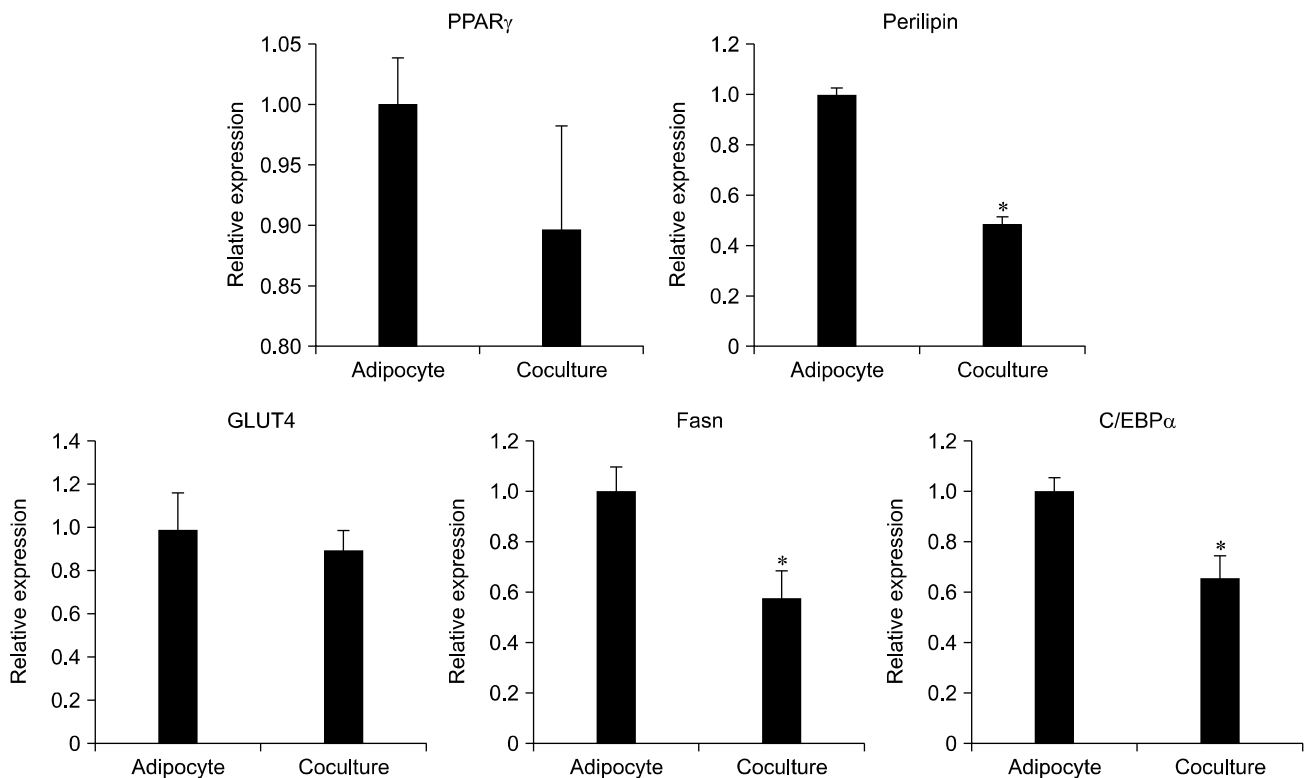 PPARγ
1.05
1.00
0.95
0.90
0.85
0.80
Relative expression
Adipocyte
Coculture
Perilipin
1.2
1.0
0.8
0.6
0.4
0.2
0
Relative expression
*
Adipocyte
Coculture
GLUT4
1.4
1.2
1.0
0.8
0.6
0.4
0.2
0
Relative expression
Adipocyte
Coculture
Fasn
1.2
1.0
0.8
0.6
0.4
0.2
0
Relative expression
*
Adipocyte
Coculture
C/EBPα
1.2
1.0
0.8
0.6
0.4
0.2
0
Relative expression
*
Adipocyte
Coculture